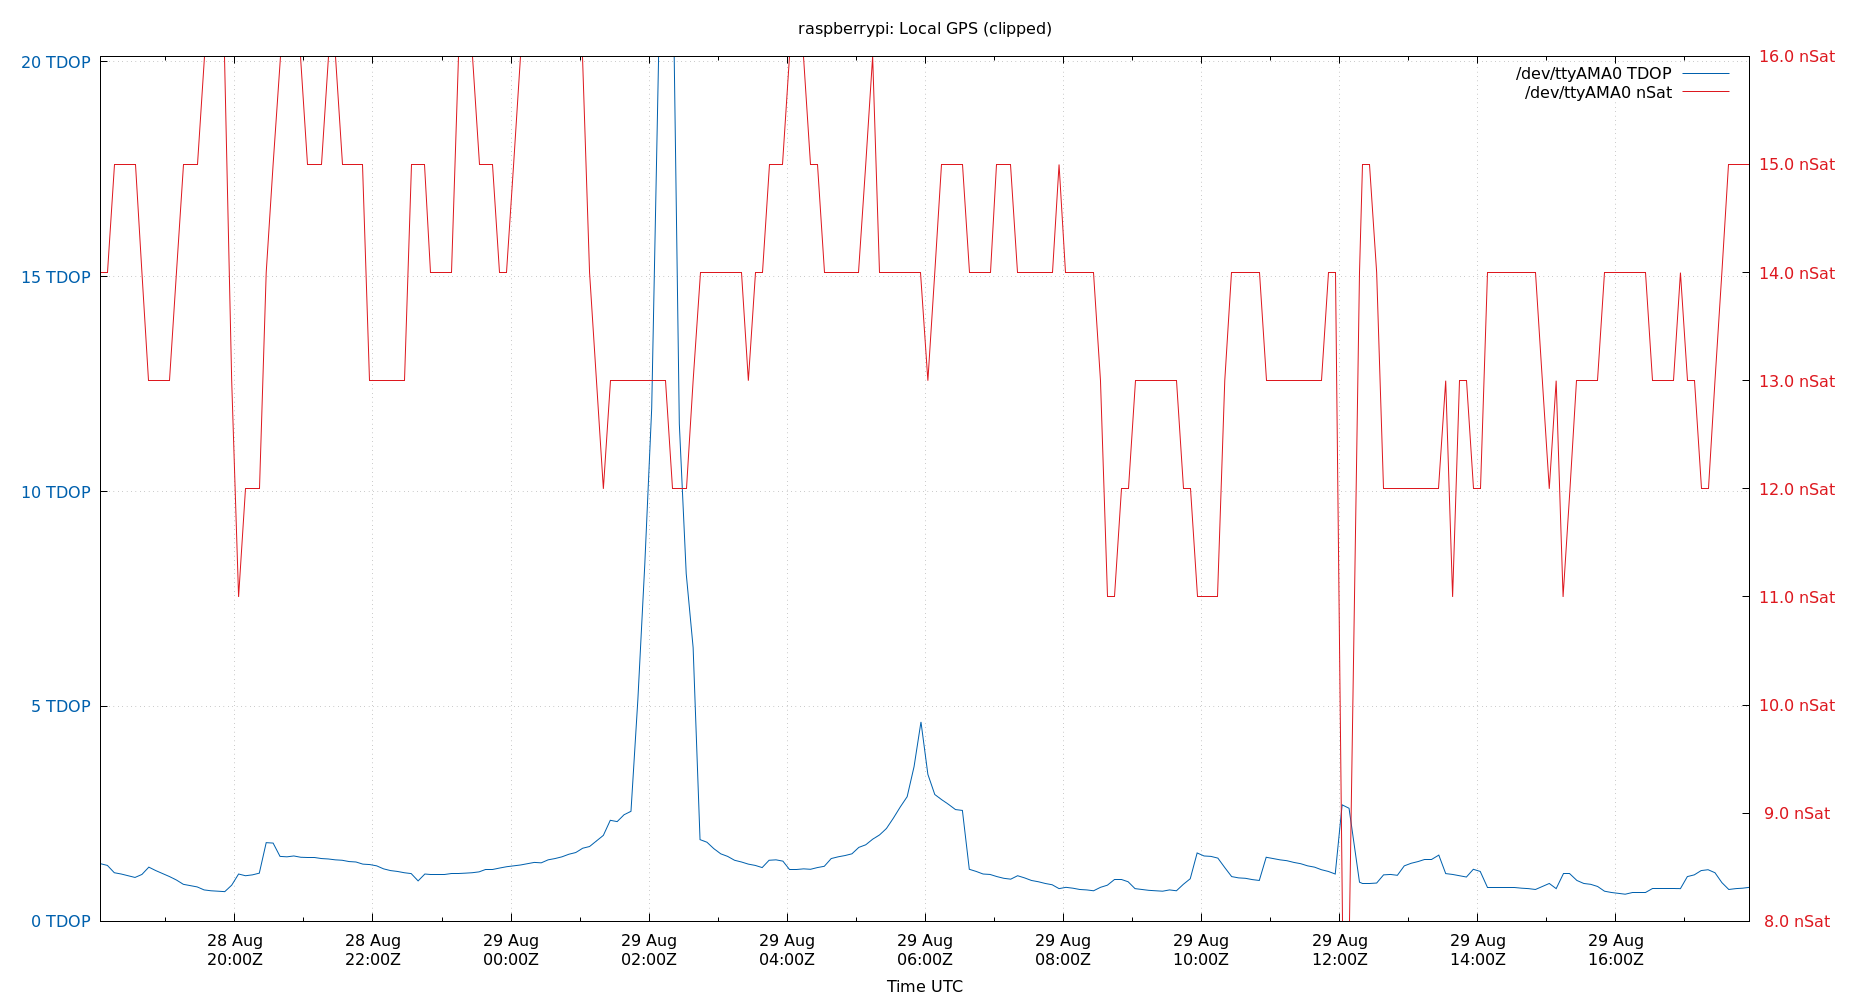 raspberrypi: Local GPS (clipped)
20 TDOP
15 TDOP
10 TDOP
5 TDOP
0 TDOP
16.0 nSat
15.0 nSat
14.0 nSat
13.0 nSat
12.0 nSat
11.0 nSat
10.0 nSat
9.0 nSat
8.0 nSat
/dev/ttyAMA0 TDOP
/dev/ttyAMA0 nSat
28 Aug 28 Aug 29 Aug 29 Aug 29 Aug 29 Aug 29 Aug 29 Aug 29 Aug 29 Aug 29 Aug
20:00Z 22:00Z 00:00Z 02:00Z 04:00Z 06:00Z 08:00Z 10:00Z 12:00Z 14:00Z 16:00Z
Time UTC